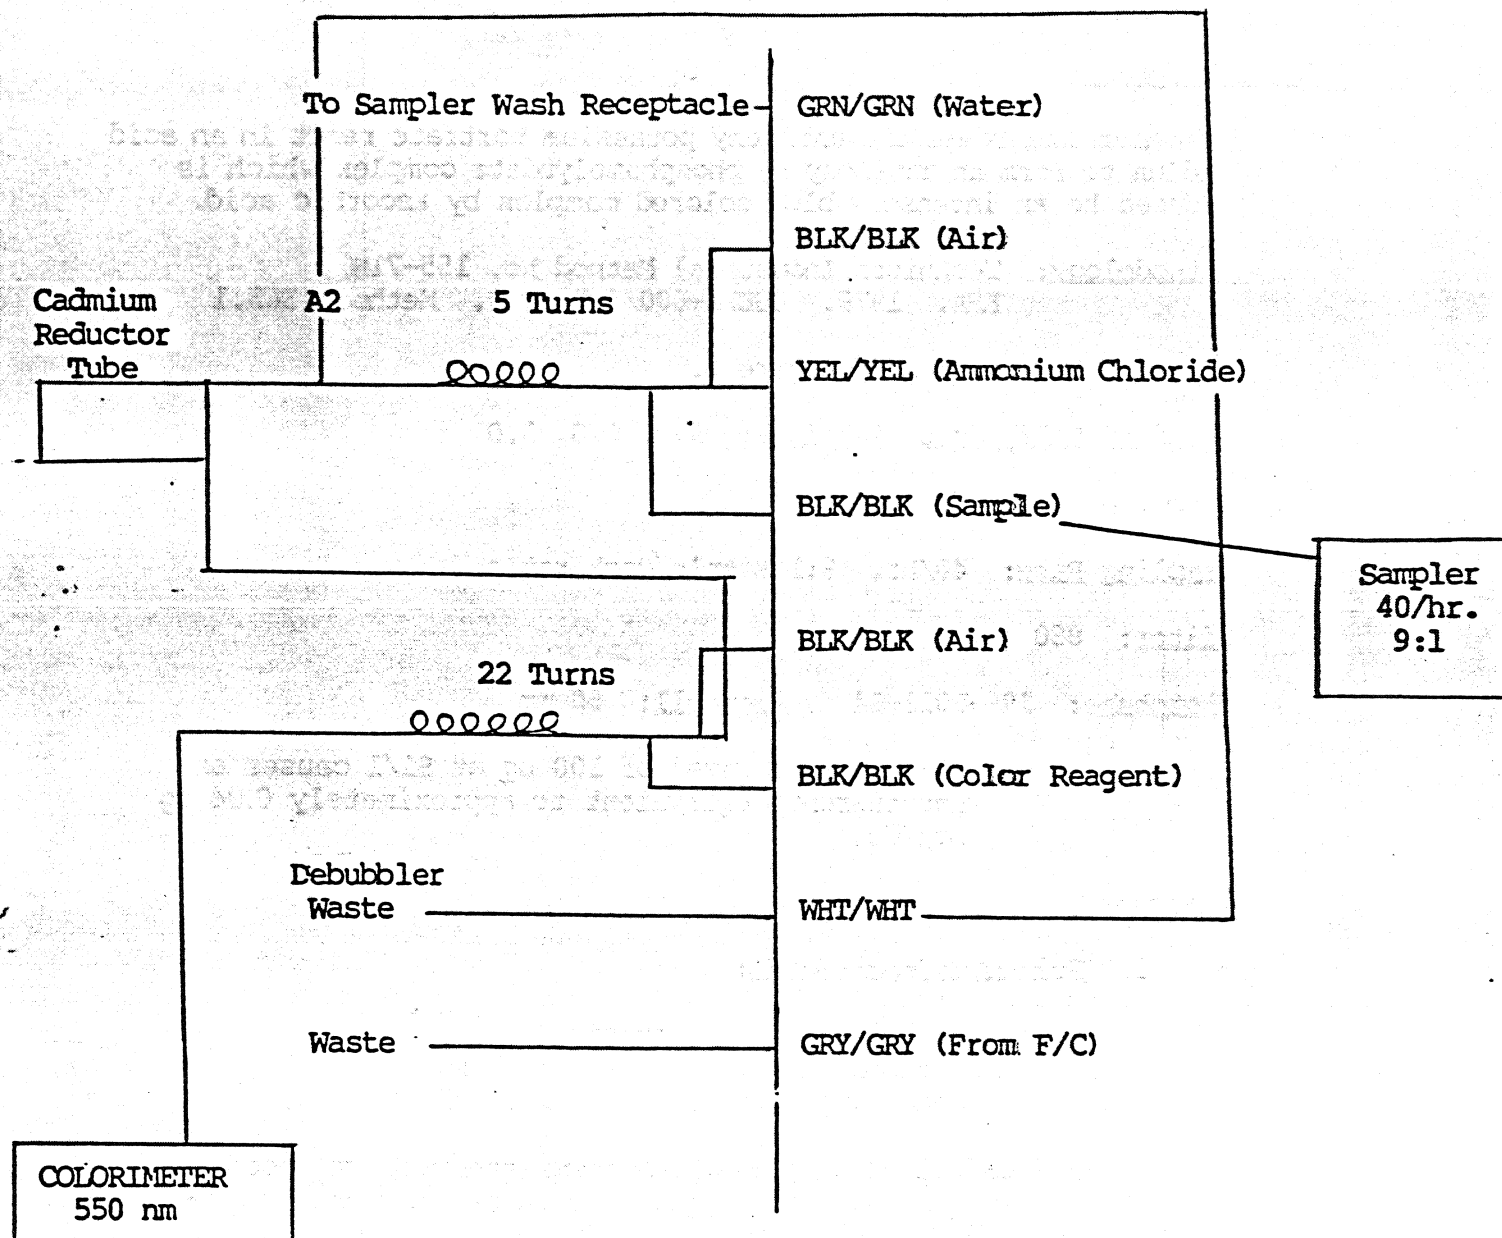 To Sampler Wash Receptacle
GRN/GRN (Water)
BLK/BLK (Air)
Cadmium
Reductor
Tube
A2
5 Turns
YEL/YEL (Ammonium Chloride)
BLK/BLK (Sample)
Sampler
40/hr.
9:1
BLK/BLK (Air)
22 Turns
BLK/BLK (Color Reagent)
Debubbler
Waste
WHT/WHT
Waste
GRY/GRY (From F/C)
COLORIMETER
550 nm